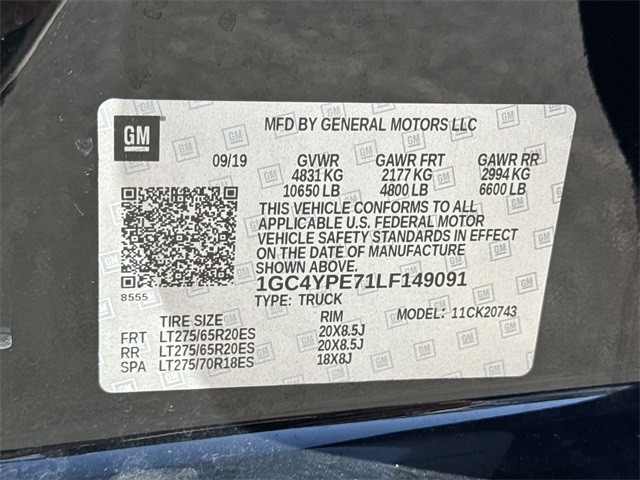 GM
MFD BY GENERAL MOTORS LLC
09/19 GVWR GAWR FRT GAWR RR
4831 KG 2177 KG 2994 KG
10650 LB 4800 LB 6600 LB
THIS VEHICLE CONFORMS TO ALL
APPLICABLE U.S. FEDERAL MOTOR
VEHICLE SAFETY STANDARDS IN EFFECT
ON THE DATE OF MANUFACTURE
SHOWN ABOVE.
8555
1GC4YPE71LF149091
TYPE: TRUCK MODEL: 11CK20743
TIRE SIZE RIM
FRT LT275/65R20ES 20X8.5J
RR LT275/65R20ES 20X8.5J
SPA LT275/70R18ES 18X8J